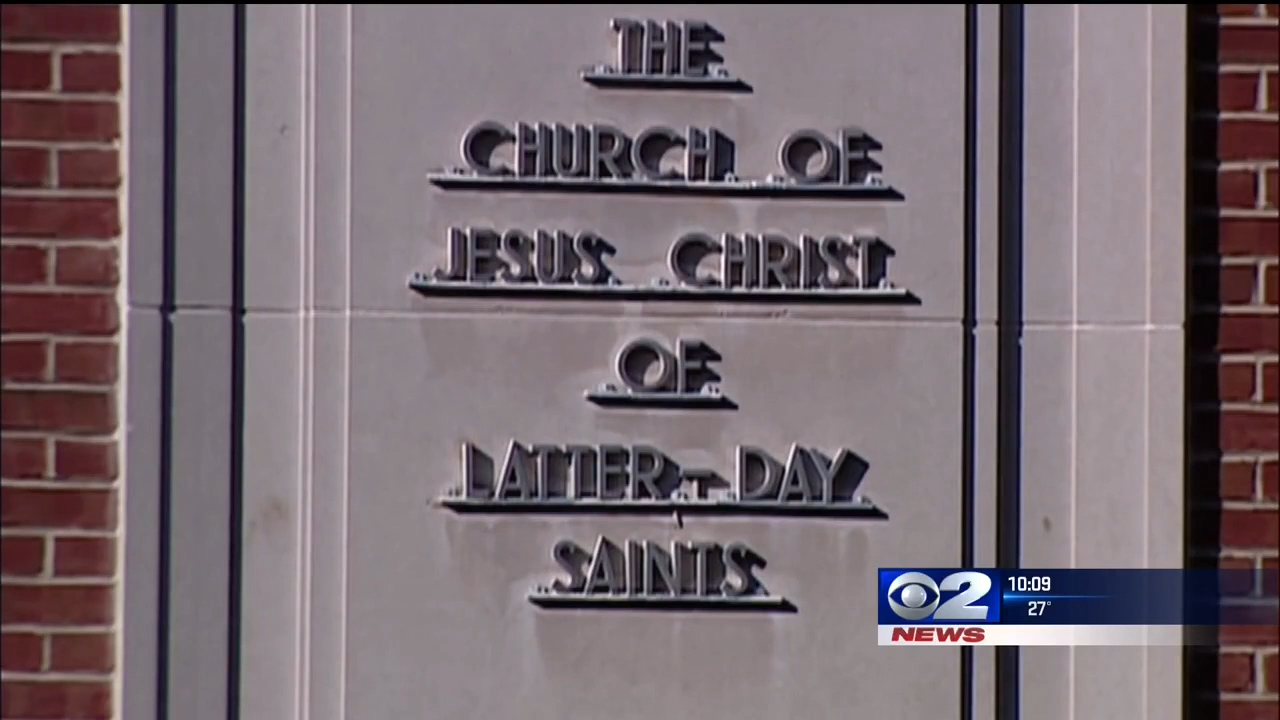 THE
CHURCH OF
JESUS CHRIST
OF
LATTER-DAY
SAINTS
2 10:09
27°
NEWS